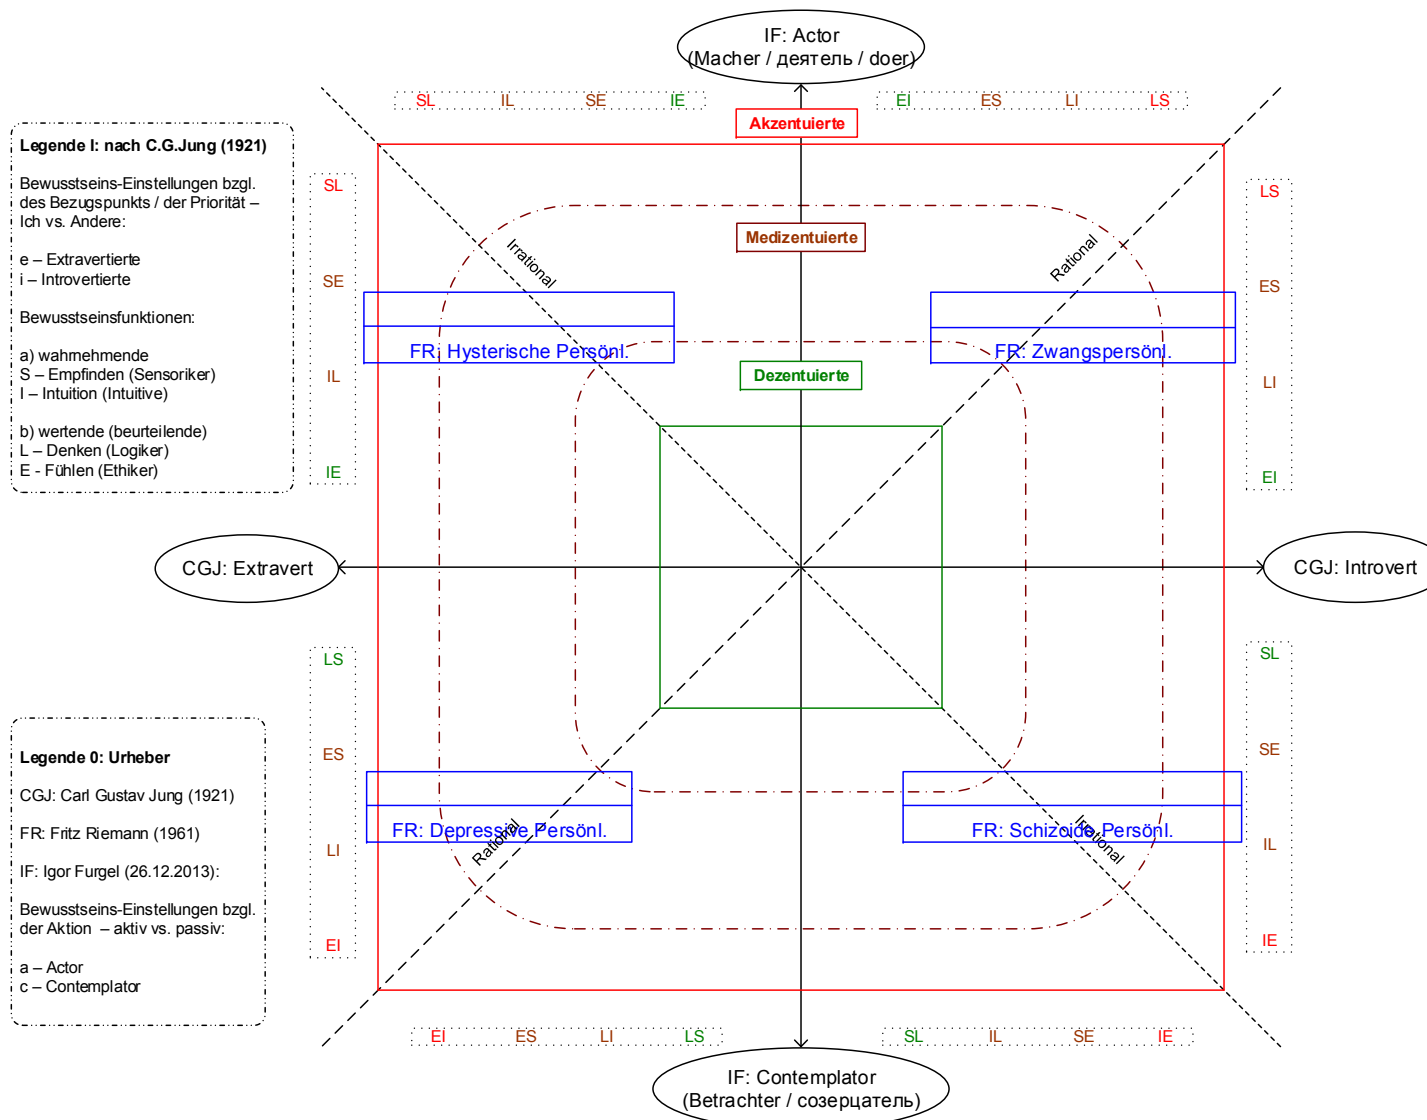 IF: Actor
(Macher / деятель / doer)
SL IL SE IE
EI ES LI LS
Akzentuierte
Legende I: nach C.G.Jung (1921)
Bewusstseins-Einstellungen bzgl.
des Bezugspunkts / der Priorität –
Ich vs. Andere:
e – Extravertierte
i – Introvertierte
Bewusstseinsfunktionen:
a) wahrnehmende
S – Empfinden (Sensoriker)
I – Intuition (Intuitive)
b) wertende (beurteilende)
L – Denken (Logiker)
E - Fühlen (Ethiker)
SL
SE
IL
IE
Medizentuierte
Irrational
Rational
FR: Hysterische Persönl.
FR: Zwangspersönl.
Dezentuierte
LS
ES
LI
EI
CGJ: Extravert
CGJ: Introvert
LS
ES
LI
EI
SL
SE
IL
IE
Legende 0: Urheber
CGJ: Carl Gustav Jung (1921)
FR: Fritz Riemann (1961)
IF: Igor Furgel (26.12.2013):
Bewusstseins-Einstellungen bzgl.
der Aktion – aktiv vs. passiv:
a – Actor
c – Contemplator
FR: Depressive Persönl.
Rational
FR: Schizoide Persönl.
Irrational
EI ES LI LS
SL IL SE IE
IF: Contemplator
(Betrachter / созерцатель)